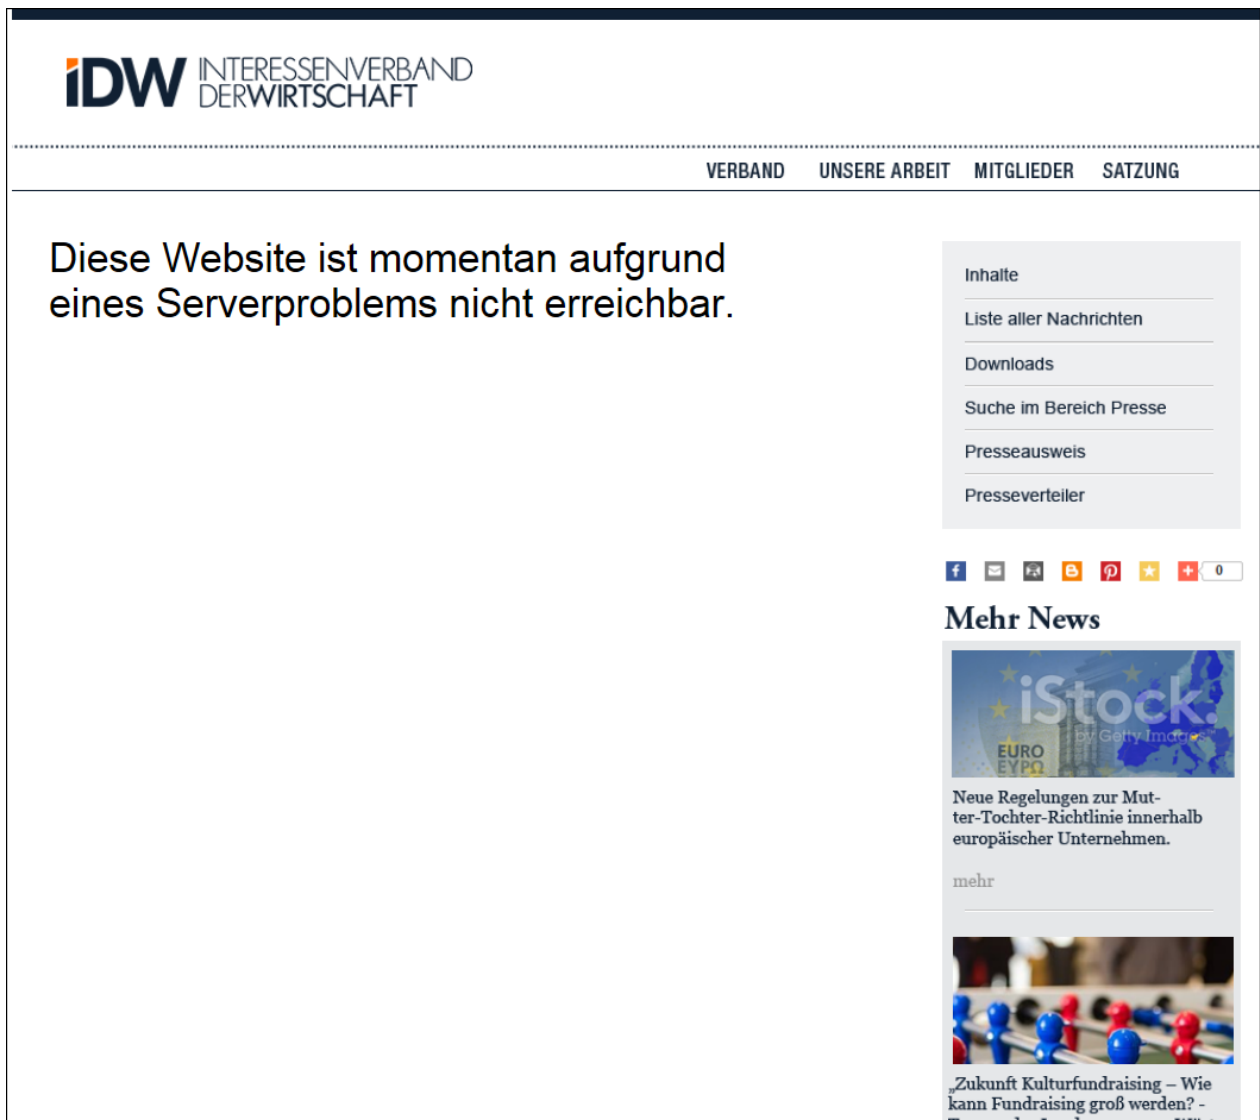 iDW INTERESSENVERBAND
DERWIRTSCHAFT
VERBAND UNSERE ARBEIT MITGLIEDER SATZUNG
Diese Website ist momentan aufgrund
eines Serverproblems nicht erreichbar.
Inhalte
Liste aller Nachrichten
Downloads
Suche im Bereich Presse
Presseausweis
Presseverteiler
0
Mehr News
iStock.
by Getty Images™
EURO
EYPΩ
Neue Regelungen zur Mut-
ter-Tochter-Richtlinie innerhalb
europäischer Unternehmen.
mehr
„Zukunft Kulturfundraising – Wie
kann Fundraising groß werden? -